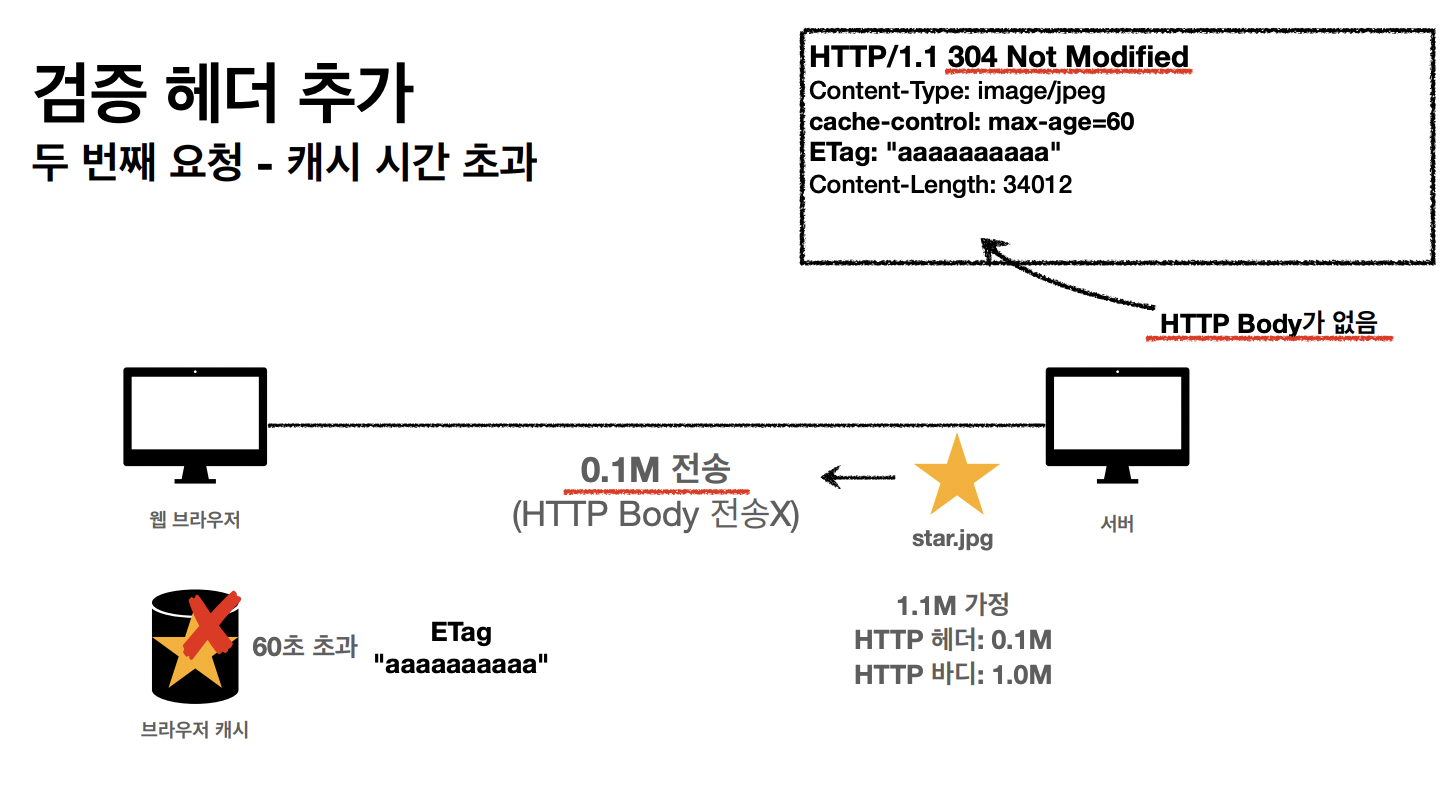 검증 헤더 추가
두 번째 요청 - 캐시 시간 초과
HTTP/1.1 304 Not Modified
Content-Type: image/jpeg
cache-control: max-age=60
ETag: "aaaaaaaaaa"
Content-Length: 34012
HTTP Body가 없음
0.1M 전송
(HTTP Body 전송X)
star.jpg
웹 브라우저
서버
1.1M 가정
HTTP 헤더: 0.1M
HTTP 바디: 1.0M
60초 초과
ETag
"aaaaaaaaaa"
브라우저 캐시